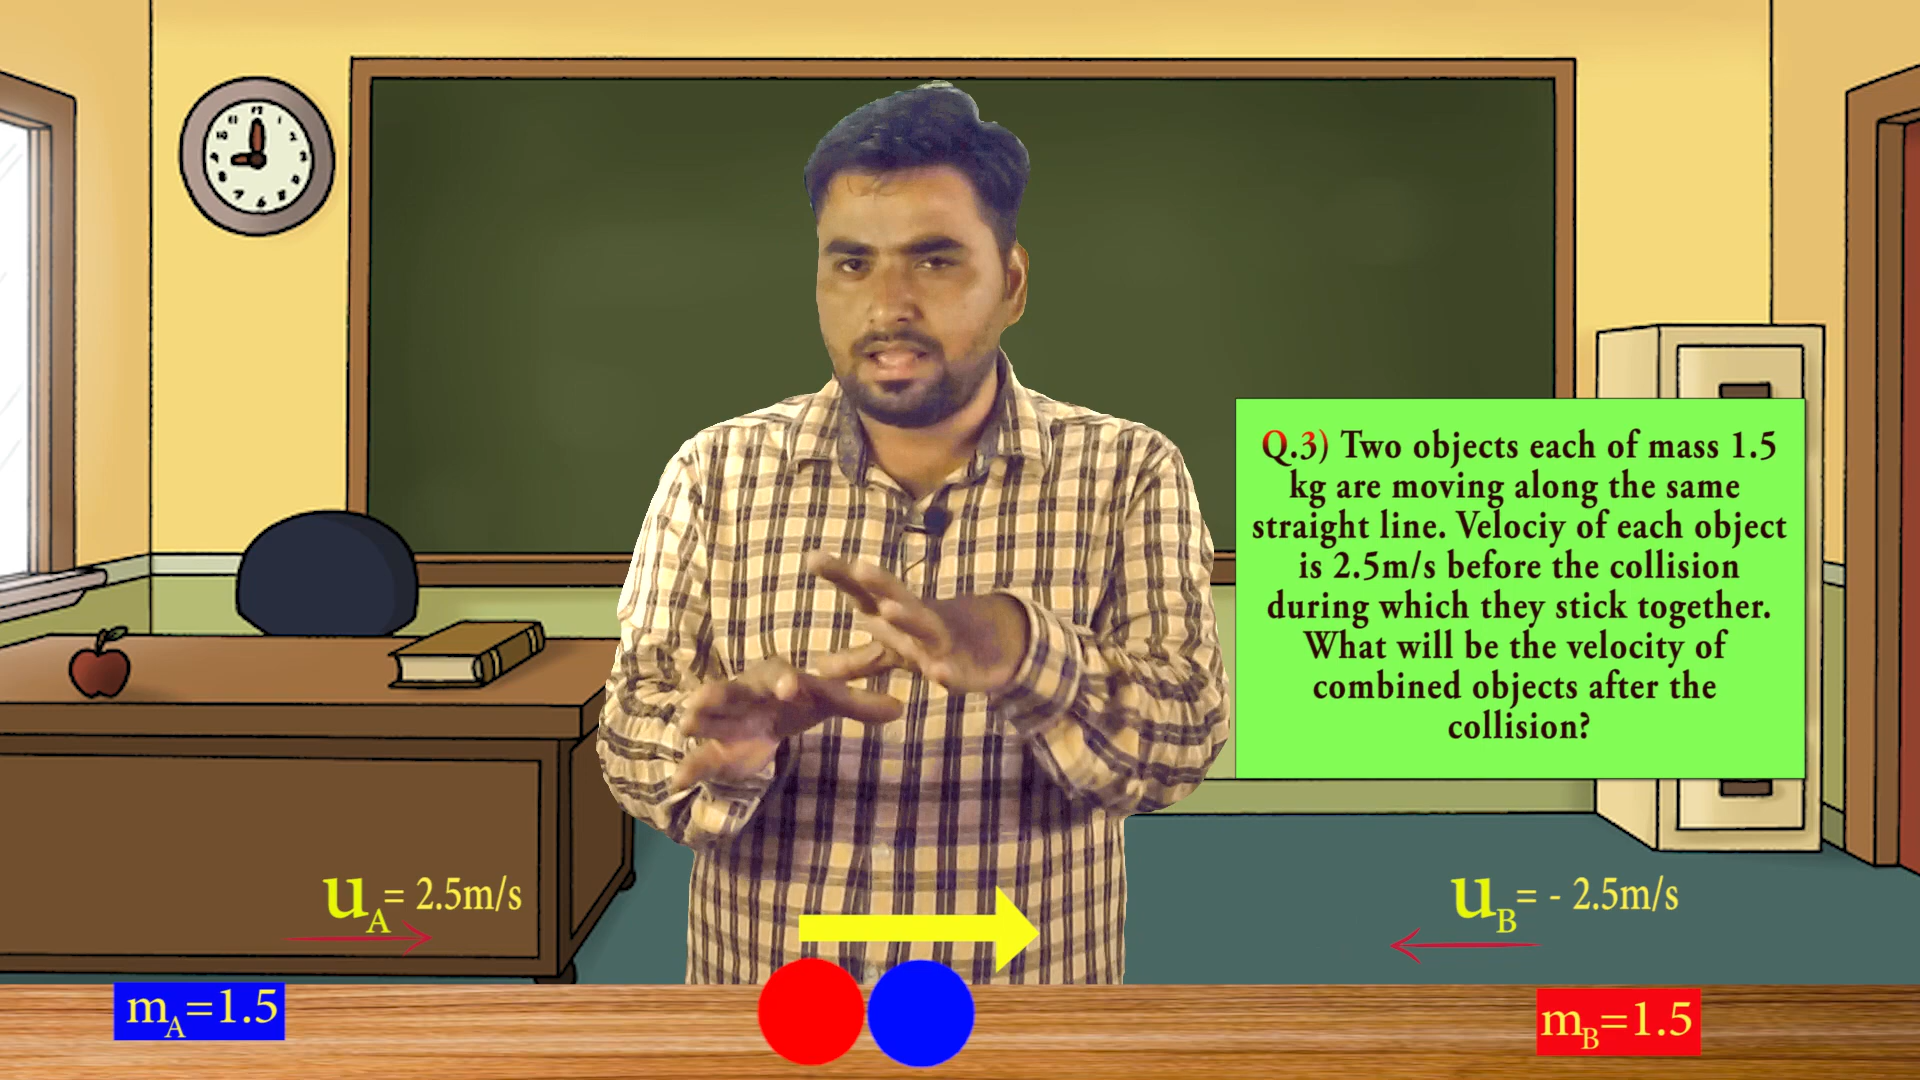 Q.3) Two objects each of mass 1.5
kg are moving along the same
straight line. Velociy of each object
is 2.5m/s before the collision
during which they stick together.
What will be the velocity of
combined objects after the
collision?
uA= 2.5m/s
uB= - 2.5m/s
mA=1.5
mB=1.5